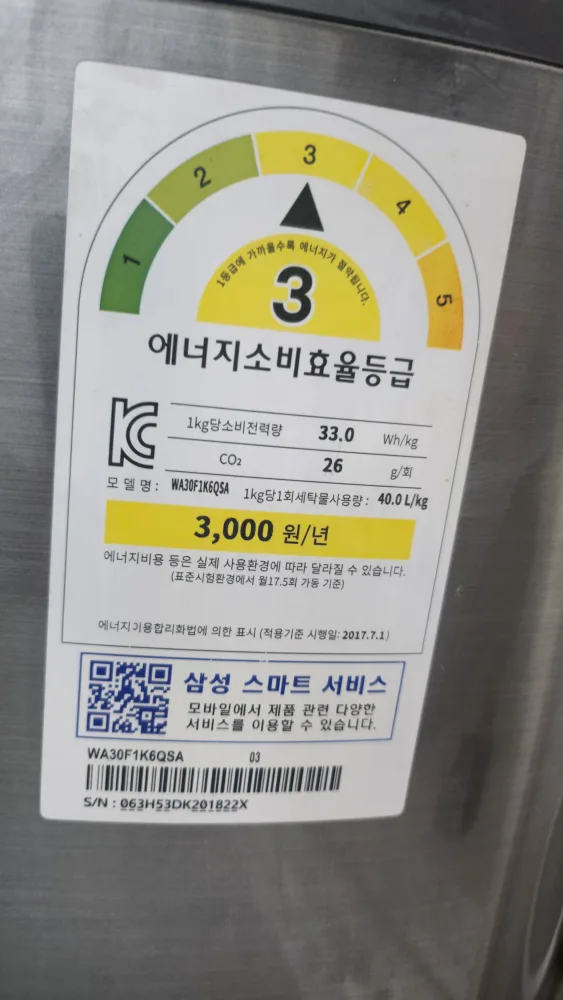 1
2
3
4
5
1등급에 가까울수록 에너지가 절약됩니다.
3
에너지소비효율등급
1kg당소비전력량 33.0 Wh/kg
CO₂ 26 g/회
모델명: WA30F1K6QSA 1kg당1회세탁물사용량: 40.0 L/kg
3,000 원/년
에너지비용 등은 실제 사용환경에 따라 달라질 수 있습니다.
(표준시험환경에서 월17.5회 가동 기준)
에너지이용합리화법에 의한 표시 (적용기준 시행일: 2017.7.1)
삼성 스마트 서비스
모바일에서 제품 관련 다양한
서비스를 이용할 수 있습니다.
WA30F1K6QSA 03
S/N : 063H53DK201822X